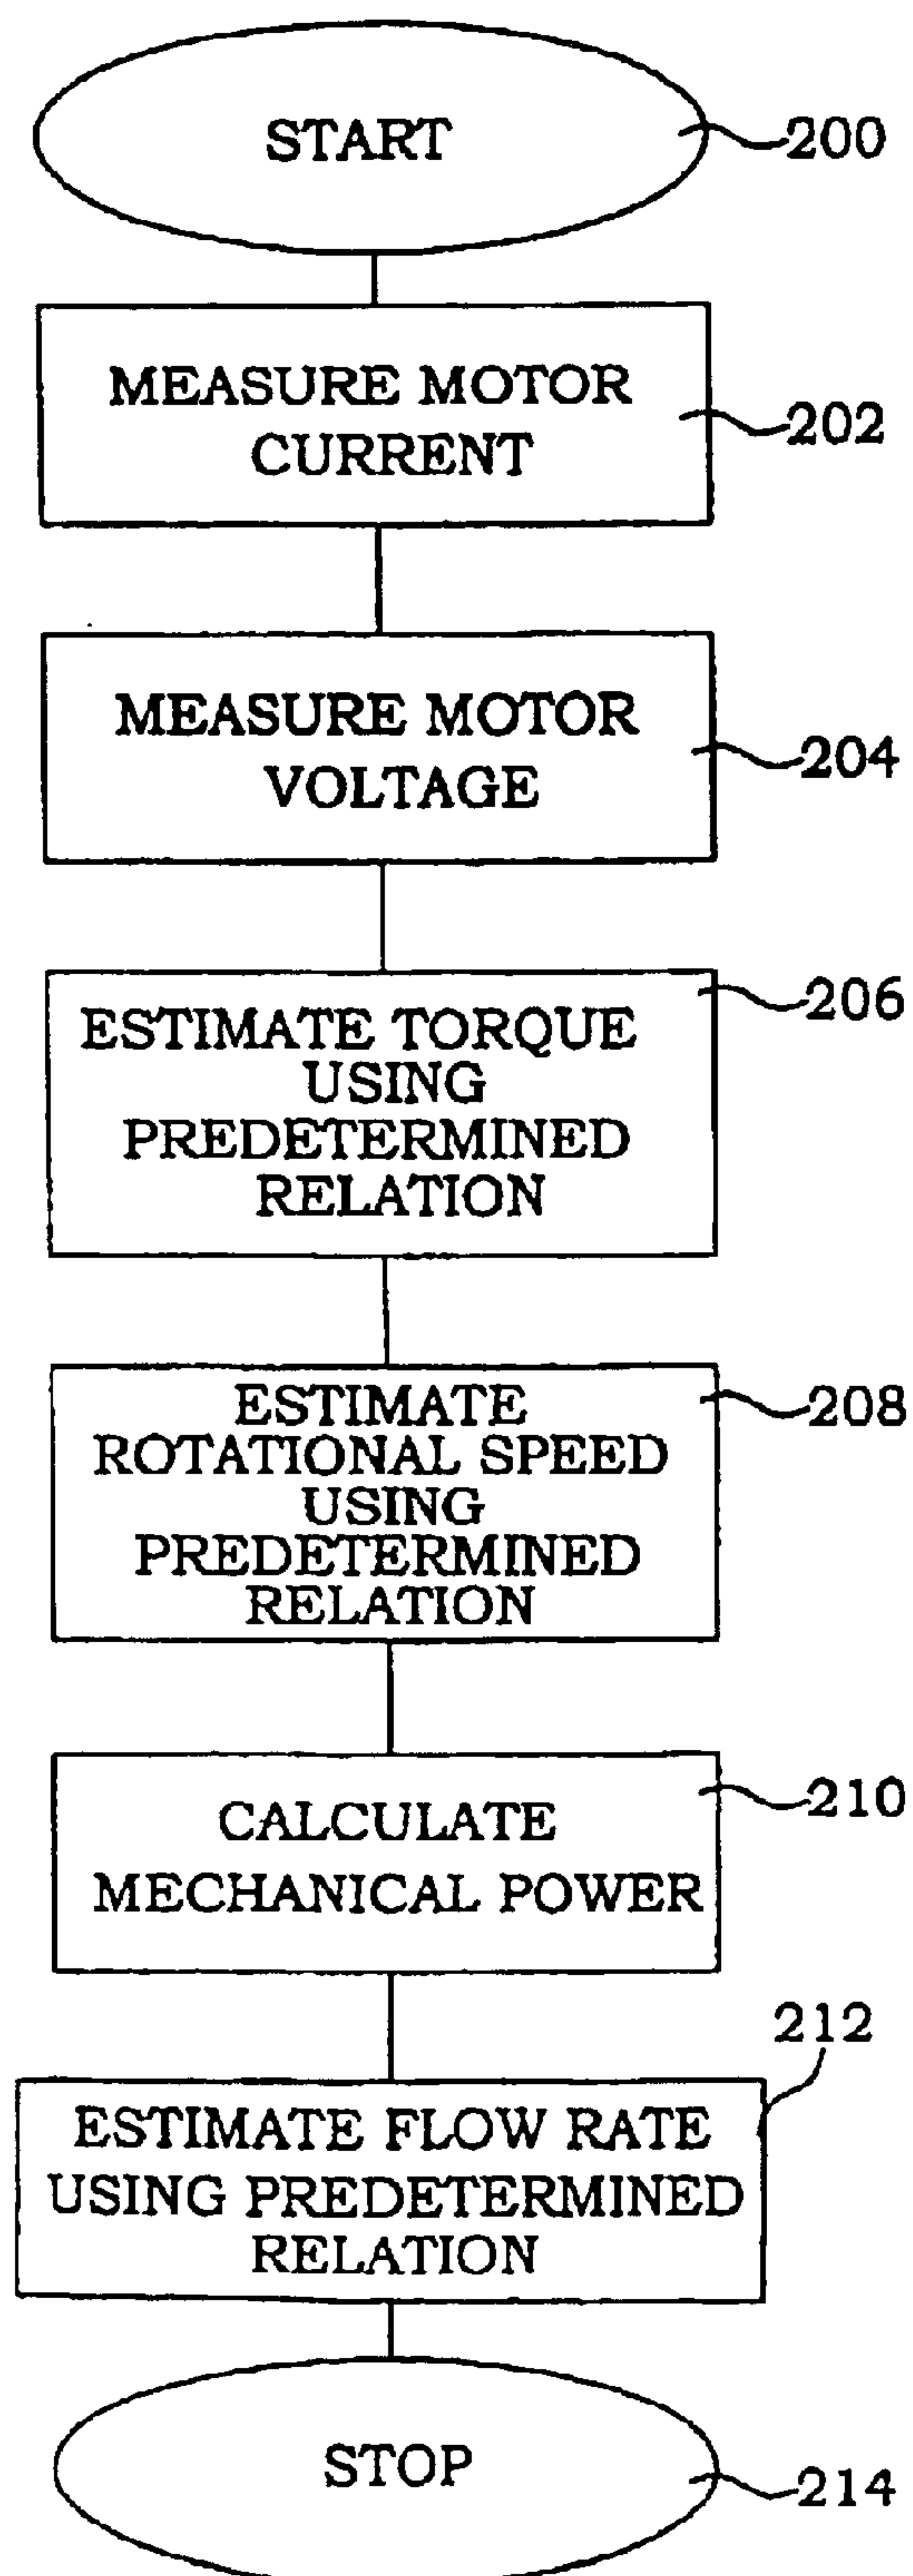 START
200
MEASURE MOTOR
CURRENT
202
MEASURE MOTOR
VOLTAGE
204
ESTIMATE TORQUE
USING
PREDETERMINED
RELATION
206
ESTIMATE
ROTATIONAL SPEED
USING
PREDETERMINED
RELATION
208
CALCULATE
MECHANICAL POWER
210
212
ESTIMATE FLOW RATE
USING PREDETERMINED
RELATION
STOP
214